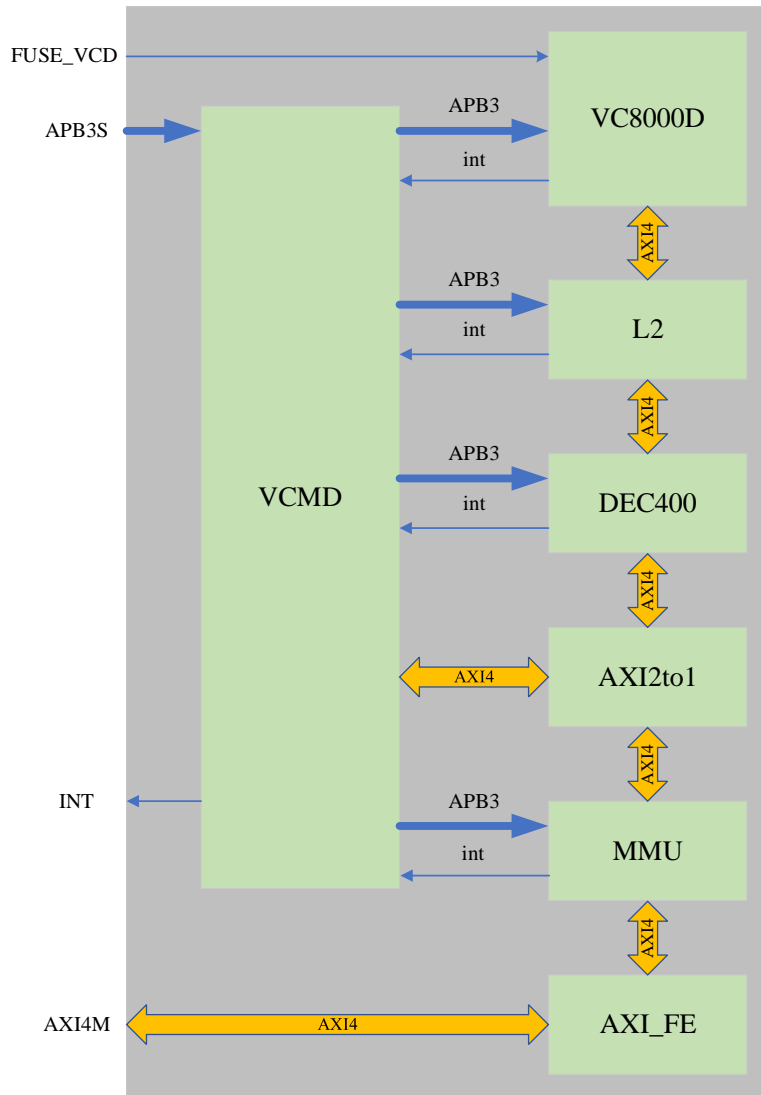 FUSE_VCD
APB3S
APB3
VC8000D
int
AXI4
APB3
L2
int
AXI4
APB3
VCMD
DEC400
int
AXI4
AXI4
AXI2to1
AXI4
INT
APB3
MMU
int
AXI4
AXI4M
AXI4
AXI_FE